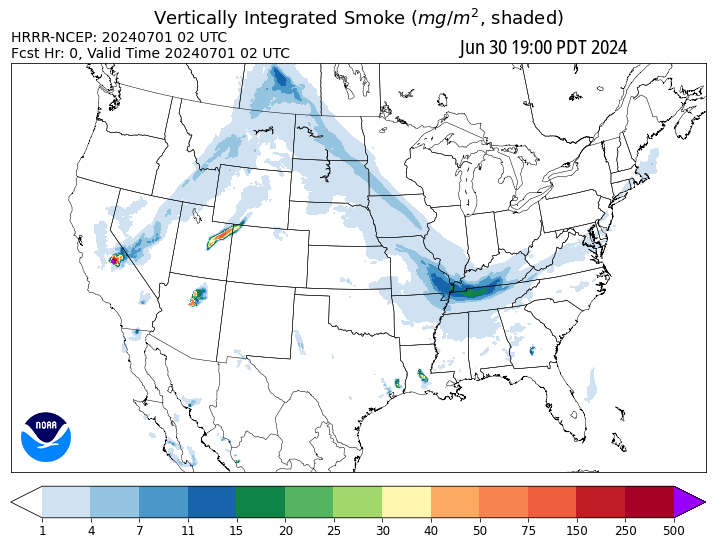 Vertically Integrated Smoke (mg/m², shaded)
HRRR-NCEP: 20240701 02 UTC
Fcst Hr: 0, Valid Time 20240701 02 UTC
Jun 30 19:00 PDT 2024
NOAA
1 4 7 11 15 20 25 30 40 50 75 150 250 500